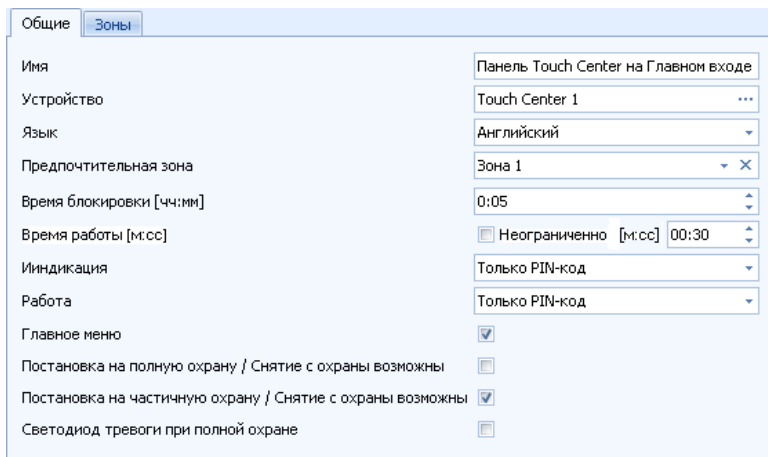 Общие Зоны
Имя Панель Touch Center на Главном входе
Устройство Touch Center 1 ...
Язык Английский
Предпочтительная зона Зона 1
Время блокировки [чч:мм] 0:05
Время работы [м:сс] Неограниченно [м:сс] 00:30
Ииндикация Только PIN-код
Работа Только PIN-код
Главное меню
Постановка на полную охрану / Снятие с охраны возможны
Постановка на частичную охрану / Снятие с охраны возможны
Светодиод тревоги при полной охране